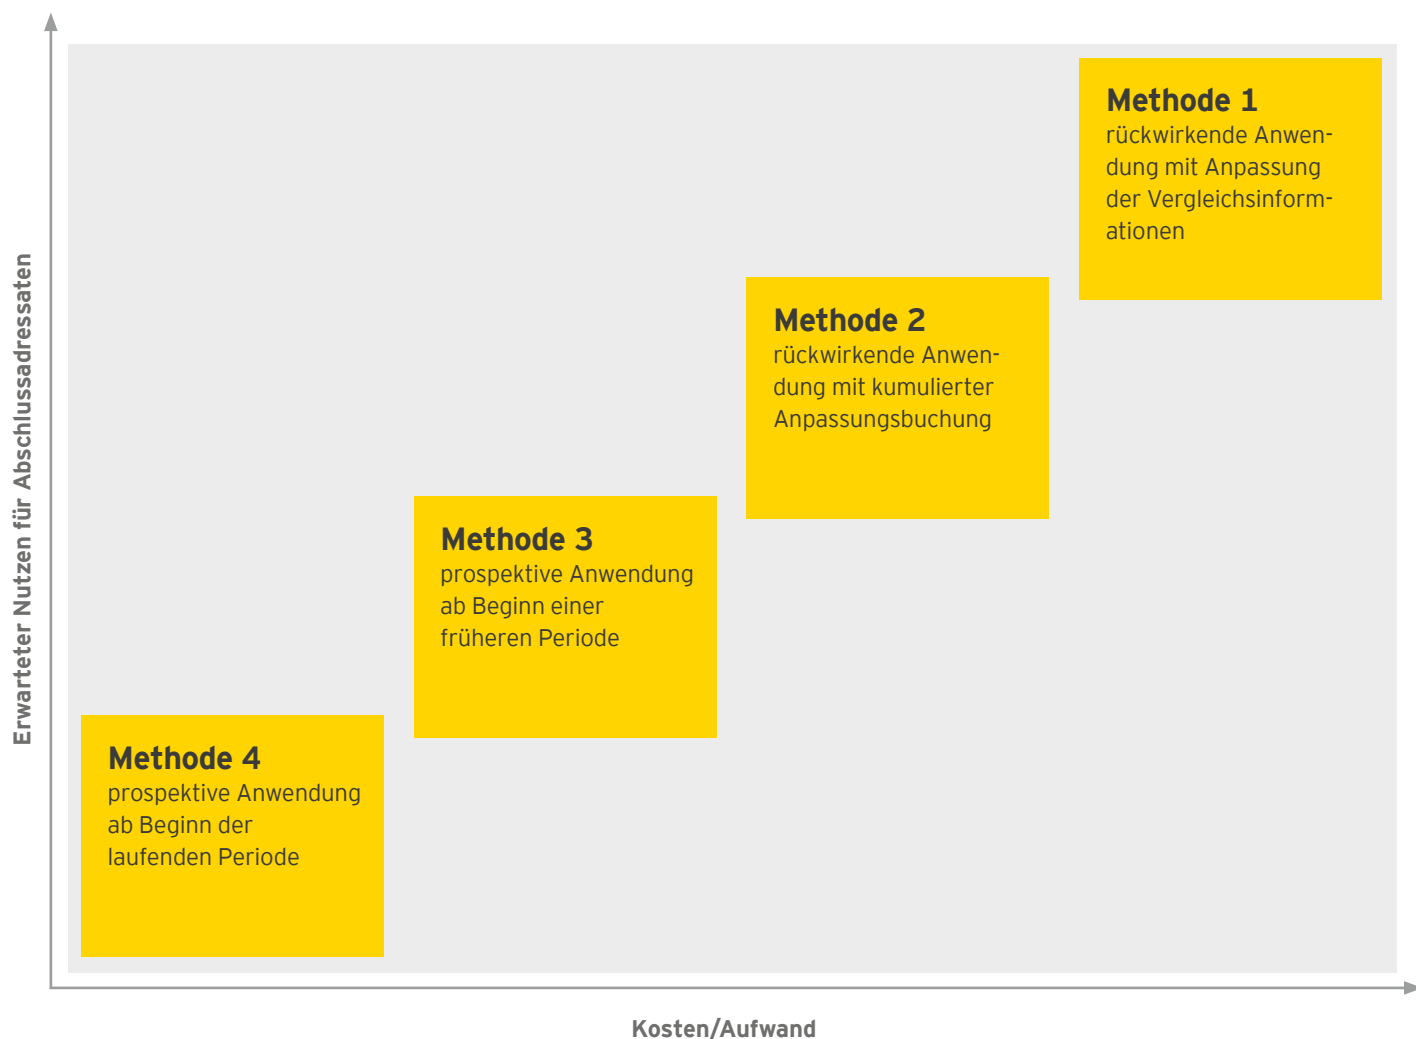 Erwarteter Nutzen für Abschlussadressaten
Methode 1
rückwirkende Anwen-
dung mit Anpassung
der Vergleichsinform-
ationen
Methode 2
rückwirkende Anwen-
dung mit kumulierter
Anpassungsbuchung
Methode 3
prospektive Anwendung
ab Beginn einer
früheren Periode
Methode 4
prospektive Anwendung
ab Beginn der
laufenden Periode
Kosten/Aufwand